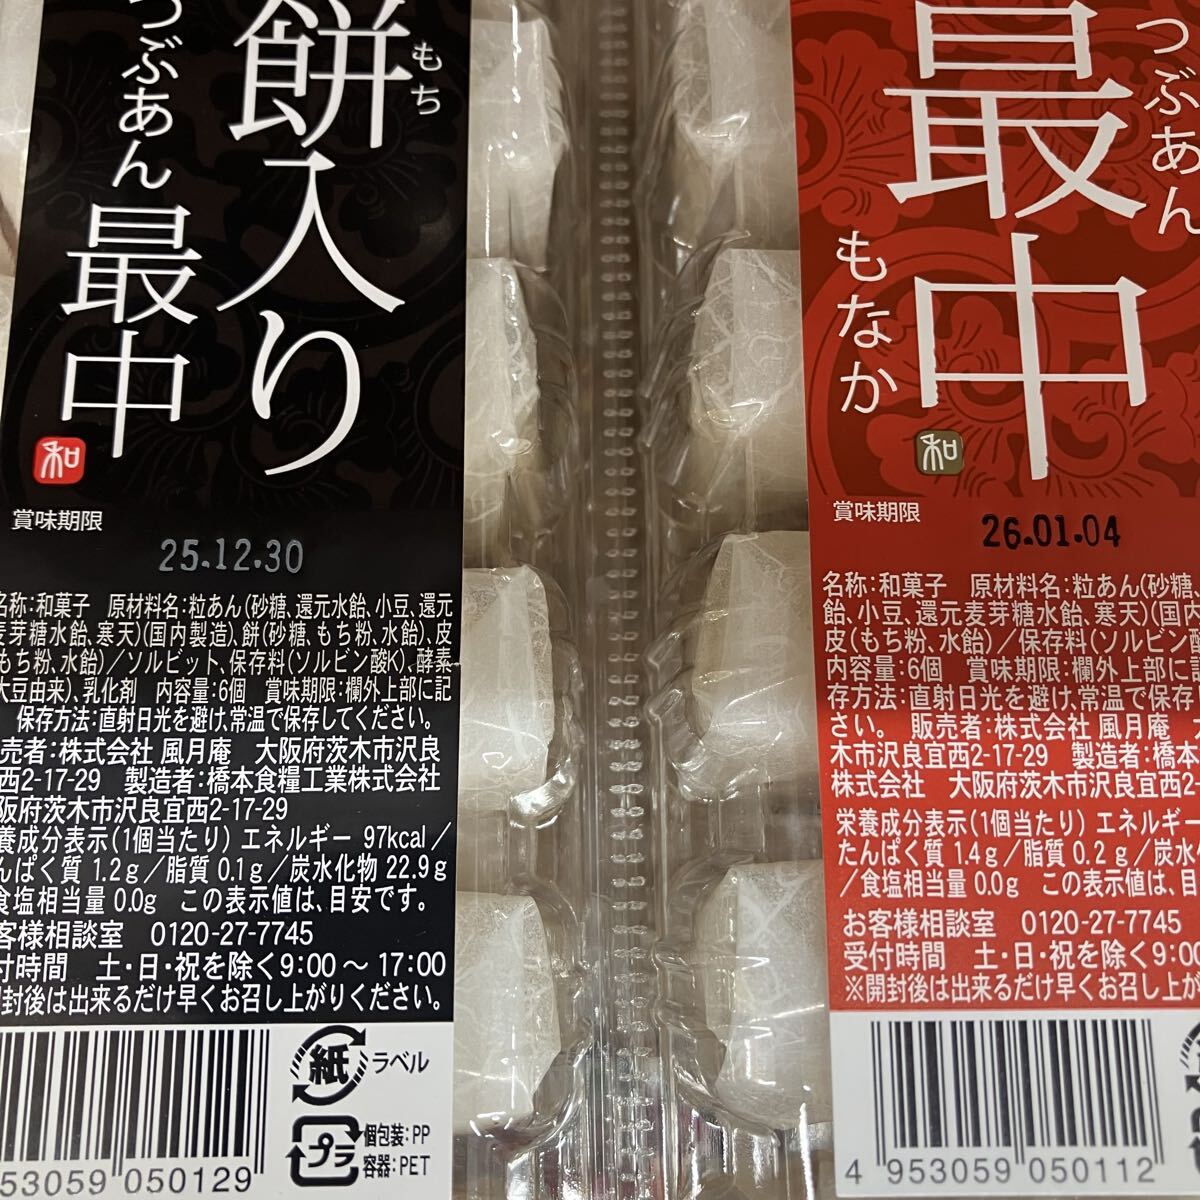 餅入り
もち
つぶあん
最中
和
賞味期限
25.12.30
名称:和菓子 原材料名:粒あん(砂糖、還元水飴、小豆、還元
麦芽糖水飴、寒天)(国内製造)、餅(砂糖、もち粉、水飴)、皮
もち粉、水飴)/ソルビット、保存料(ソルビン酸K)、酵素
大豆由来)、乳化剤 内容量:6個 賞味期限:欄外上部に記
保存方法:直射日光を避け、常温で保存してください。
売者:株式会社 風月庵 大阪府茨木市沢良
西2-17-29 製造者:橋本食糧工業株式会社
阪府茨木市沢良宜西2-17-29
養成分表示(1個当たり) エネルギー 97kcal/
んぱく質 1.2g/脂質 0.1g/炭水化物 22.9g
食塩相当量 0.0g この表示値は、目安です。
客様相談室 0120-27-7745
付時間 土・日・祝を除く9:00～17:00
封後は出来るだけ早くお召し上がりください。
紙
ラベル
プラ
個包装:PP
容器:PET
53059 050129
つぶあん
最中
もなか
和
賞味期限
26.01.04
名称:和菓子 原材料名:粒あん(砂糖、
飴、小豆、還元麦芽糖水飴、寒天)(国内
皮(もち粉、水飴)/保存料(ソルビン酸
内容量:6個 賞味期限:欄外上部に記
存方法:直射日光を避け、常温で保存
さい。 販売者:株式会社 風月庵
木市沢良宜西2-17-29 製造者:橋本
株式会社 大阪府茨木市沢良宜西2-
栄養成分表示(1個当たり) エネルギー
たんぱく質 1.4g/脂質 0.2g/炭水
/食塩相当量 0.0g この表示値は、目
お客様相談室 0120-27-7745
受付時間 土・日・祝を除く9:00
※開封後は出来るだけ早くお召し上が
4 953059 050112